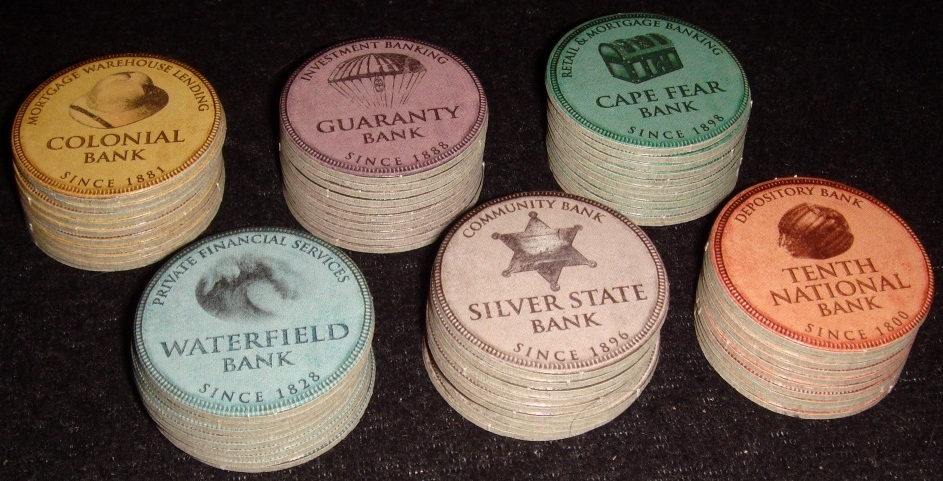 MORTGAGE WAREHOUSE LENDING
COLONIAL
BANK
SINCE 1881
INVESTMENT BANKING
GUARANTY
BANK
SINCE 1888
RETAIL & MORTGAGE BANKING
CAPE FEAR
BANK
SINCE 1898
PRIVATE FINANCIAL SERVICES
WATERFIELD
BANK
SINCE 1828
COMMUNITY BANK
SILVER STATE
BANK
SINCE 1896
DEPOSITORY BANK
TENTH
NATIONAL
BANK
SINCE 1800